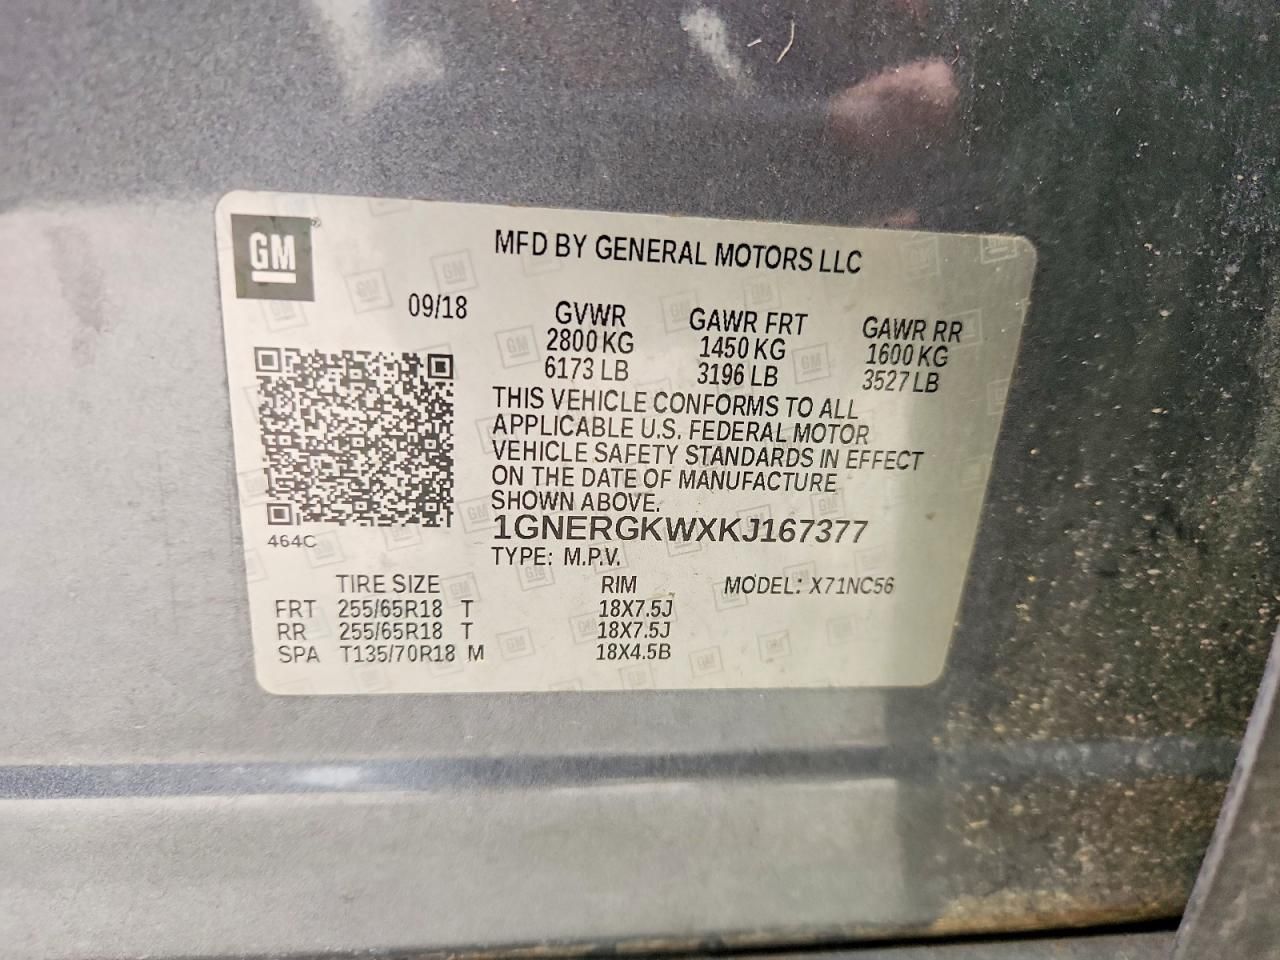 GM ®
MFD BY GENERAL MOTORS LLC
09/18 GVWR GAWR FRT GAWR RR
2800 KG 1450 KG 1600 KG
6173 LB 3196 LB 3527 LB
THIS VEHICLE CONFORMS TO ALL
APPLICABLE U.S. FEDERAL MOTOR
VEHICLE SAFETY STANDARDS IN EFFECT
ON THE DATE OF MANUFACTURE
SHOWN ABOVE.
1GNERGKWXKJ167377
464C
TYPE: M.P.V.
TIRE SIZE RIM MODEL: X71NC56
FRT 255/65R18 T 18X7.5J
RR 255/65R18 T 18X7.5J
SPA T135/70R18 M 18X4.5B